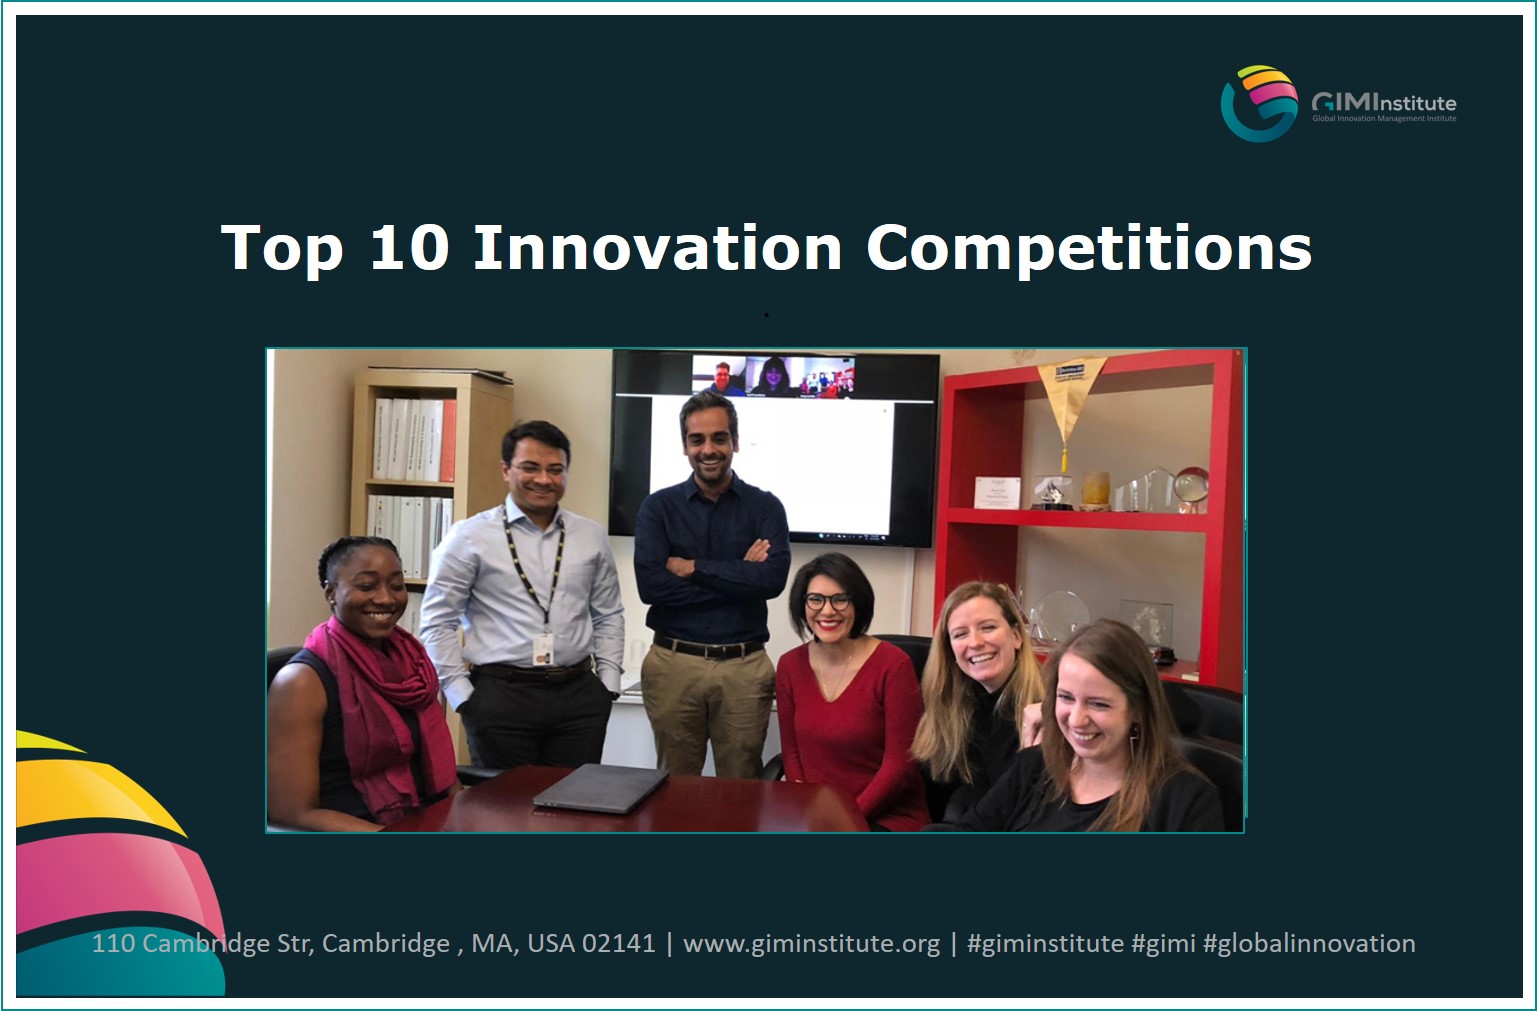 GIMInstitute
Global Innovation Management Institute
Top 10 Innovation Competitions
110 Cambridge Str, Cambridge , MA, USA 02141 | www.giminstitute.org | #giminstitute #gimi #globalinnovation